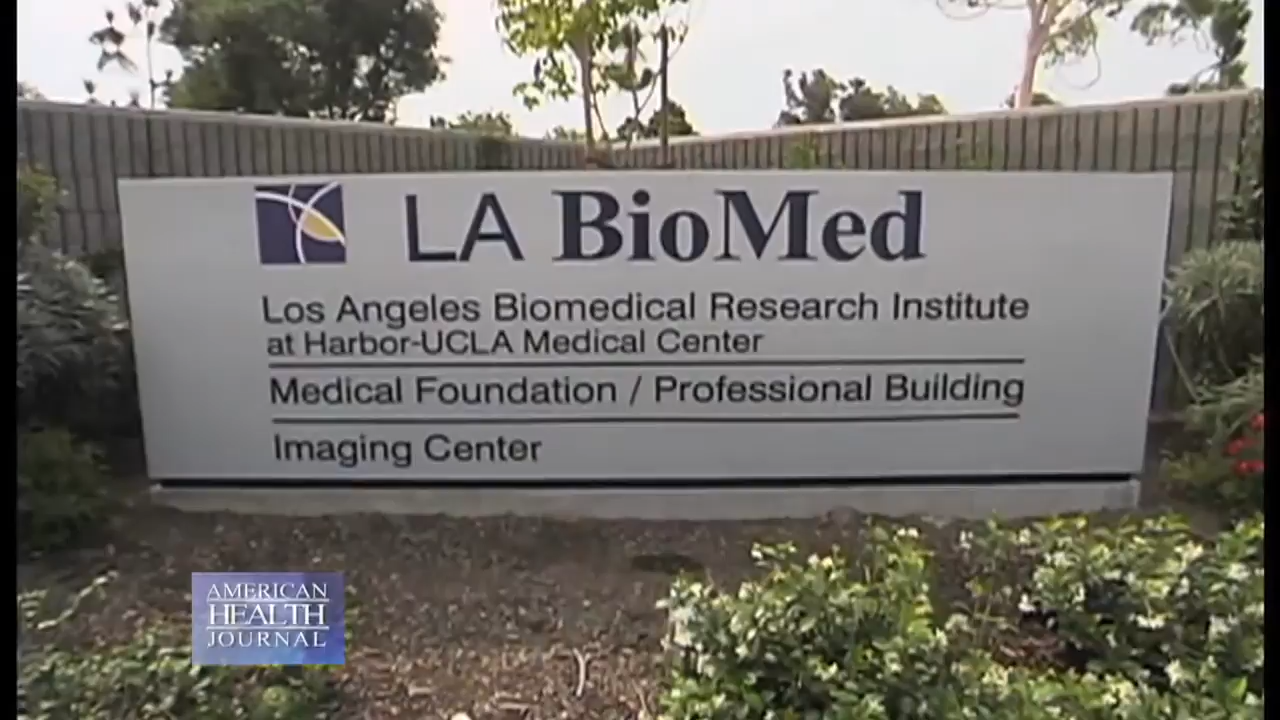 LA BioMed
Los Angeles Biomedical Research Institute
at Harbor-UCLA Medical Center
Medical Foundation / Professional Building
Imaging Center
AMERICAN
HEALTH
JOURNAL